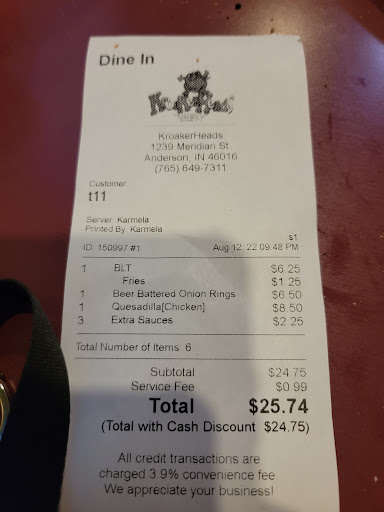 Dine In
KroakerHeads
KroakerHeads
1239 Meridian St
Anderson, IN 46016
(765) 649-7311
Customer:
t11
Server: Karmela
Printed By: Karmela
s1
ID: 150997 #1 Aug 12, 22 09:48 PM
1 BLT $6.25
Fries $1.25
1 Beer Battered Onion Rings $6.50
1 Quesadilla[Chicken] $8.50
3 Extra Sauces $2.25
Total Number of Items: 6
Subtotal $24.75
Service Fee $0.99
Total $25.74
(Total with Cash Discount $24.75)
All credit transactions are
charged 3.9% convenience fee.
We appreciate your business!